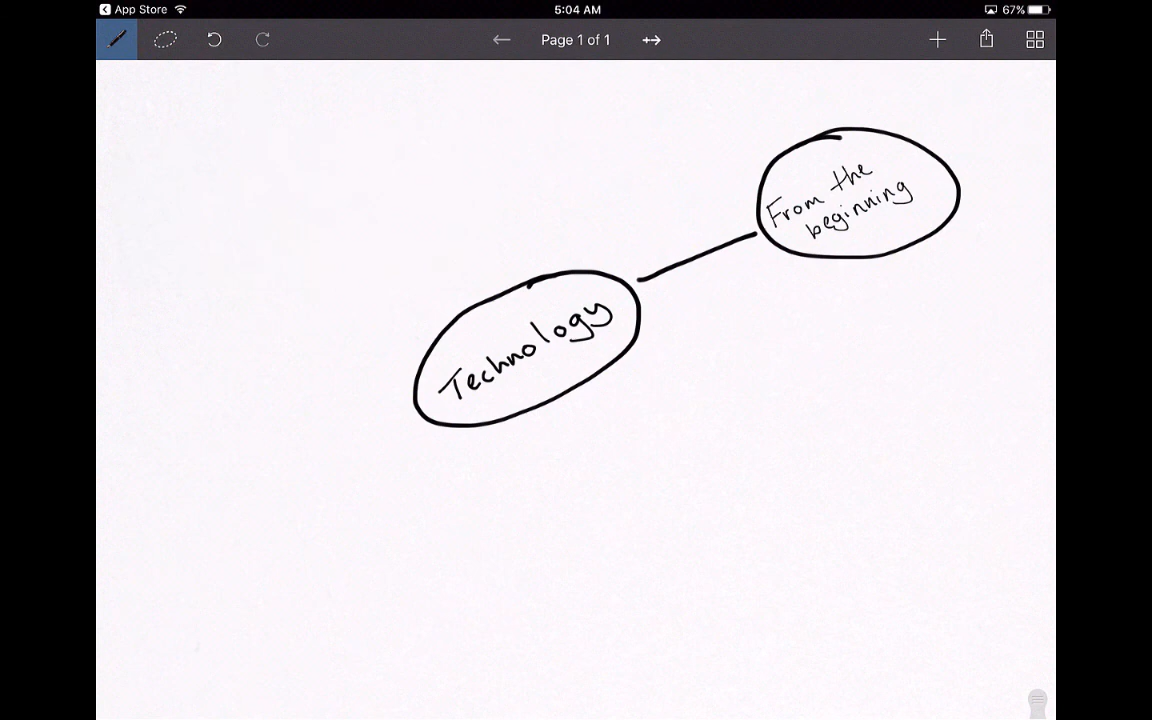 App Store
5:04 AM
67%
Page 1 of 1
From the
beginning
Technology